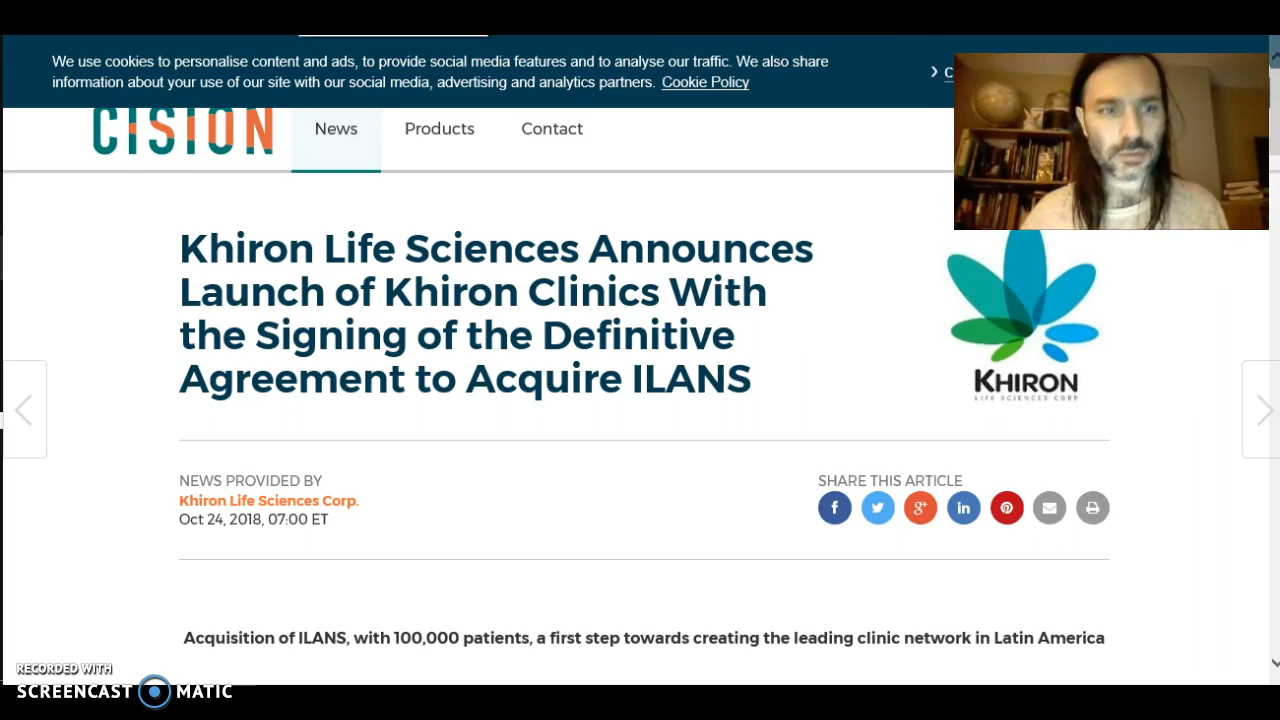 We use cookies to personalise content and ads, to provide social media features and to analyse our traffic. We also share
information about your use of our site with our social media, advertising and analytics partners. Cookie Policy
C
CISION
News
Products
Contact
Khiron Life Sciences Announces
Launch of Khiron Clinics With
the Signing of the Definitive
Agreement to Acquire ILANS
KHIRON
LIFE SCIENCES CORP
NEWS PROVIDED BY
Khiron Life Sciences Corp.
Oct 24, 2018, 07:00 ET
SHARE THIS ARTICLE
Acquisition of ILANS, with 100,000 patients, a first step towards creating the leading clinic network in Latin America
RECORDED WITH
SCREENCAST MATIC